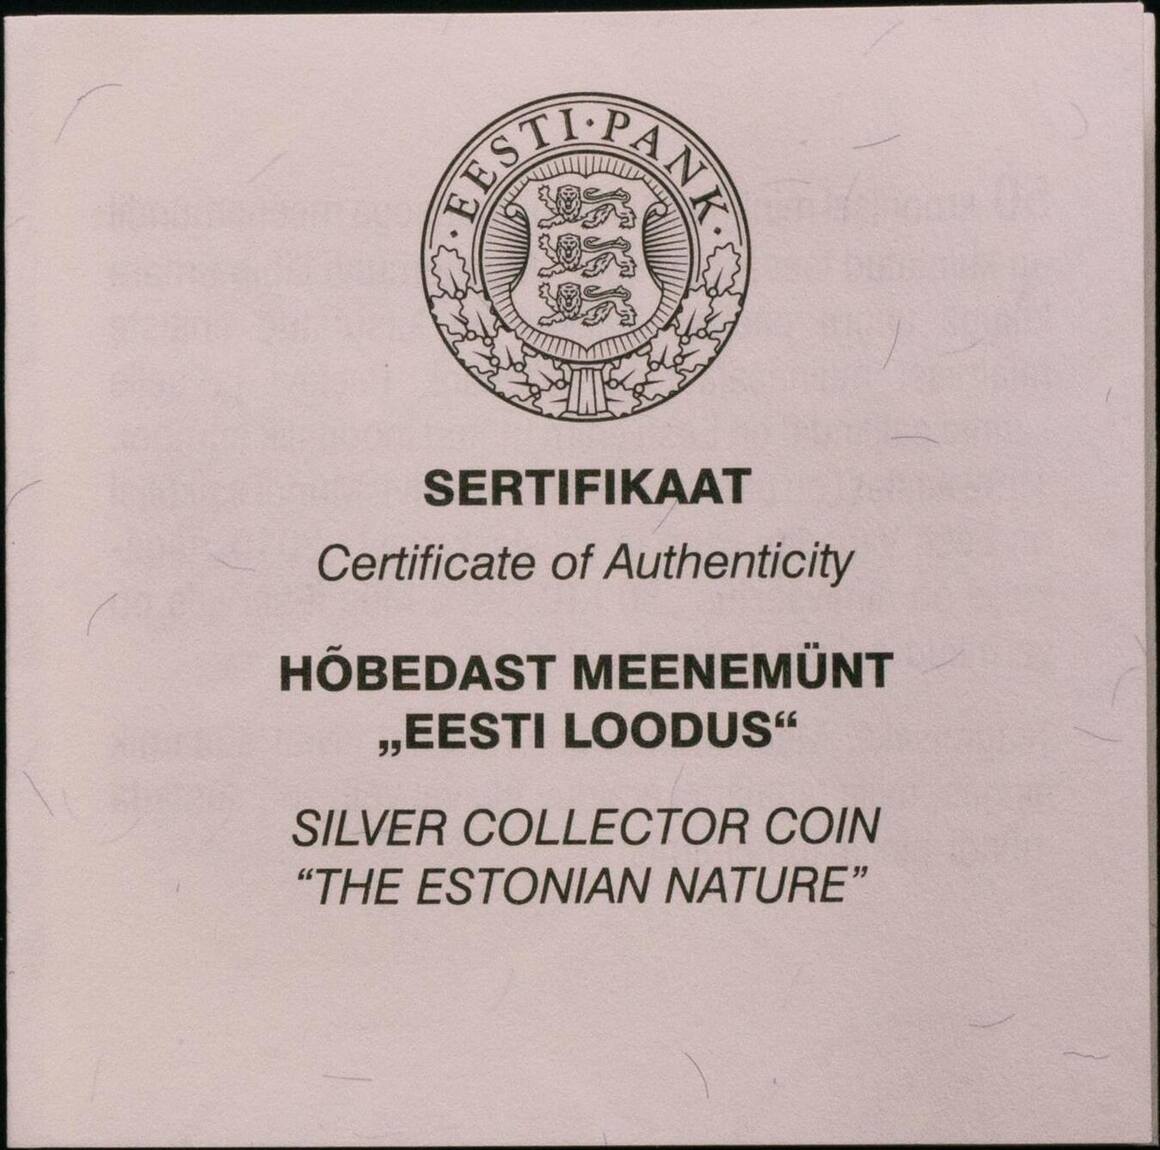 · EESTI · PANK ·
SERTIFIKAAT
Certificate of Authenticity
HÕBEDAST MEENEMÜNT
„EESTI LOODUS“
SILVER COLLECTOR COIN
“THE ESTONIAN NATURE”